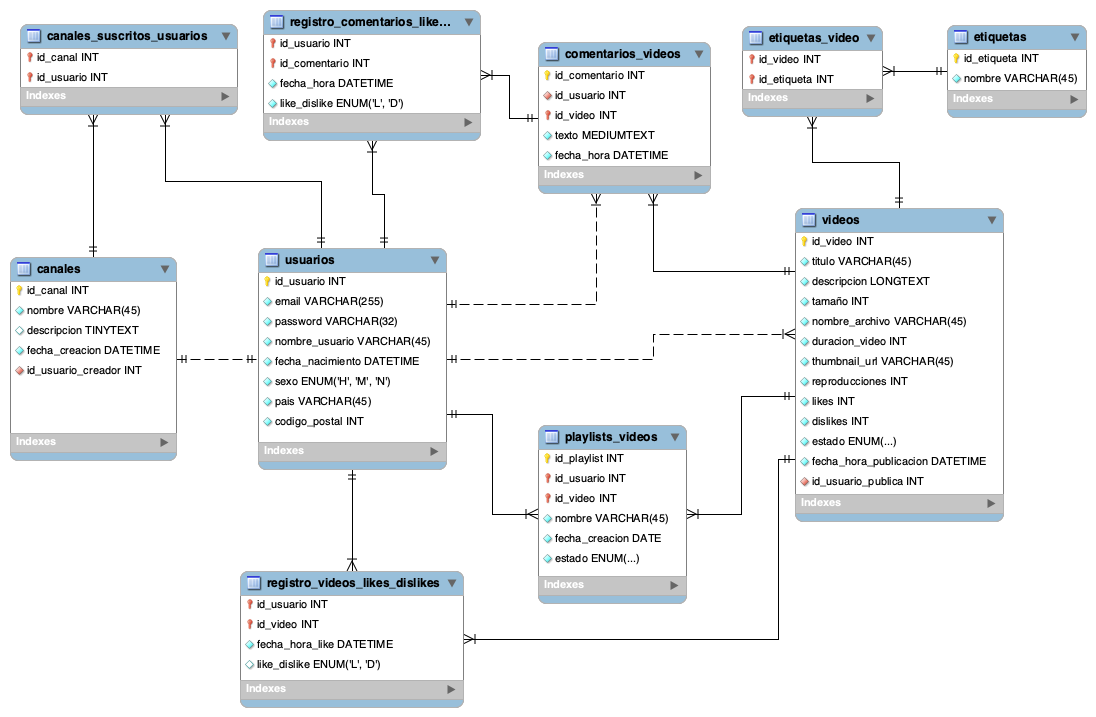 canales_suscritos_usuarios
id_canal INT
id_usuario INT
Indexes
registro_comentarios_like...
id_usuario INT
id_comentario INT
fecha_hora DATETIME
like_dislike ENUM('L', 'D')
Indexes
comentarios_videos
id_comentario INT
id_usuario INT
id_video INT
texto MEDIUMTEXT
fecha_hora DATETIME
Indexes
etiquetas_video
id_video INT
id_etiqueta INT
Indexes
etiquetas
id_etiqueta INT
nombre VARCHAR(45)
Indexes
canales
id_canal INT
nombre VARCHAR(45)
descripcion TINYTEXT
fecha_creacion DATETIME
id_usuario_creador INT
Indexes
usuarios
id_usuario INT
email VARCHAR(255)
password VARCHAR(32)
nombre_usuario VARCHAR(45)
fecha_nacimiento DATETIME
sexo ENUM('H', 'M', 'N')
pais VARCHAR(45)
codigo_postal INT
Indexes
videos
id_video INT
titulo VARCHAR(45)
descripcion LONGTEXT
tamaño INT
nombre_archivo VARCHAR(45)
duracion_video INT
thumbnail_url VARCHAR(45)
reproducciones INT
likes INT
dislikes INT
estado ENUM(...)
fecha_hora_publicacion DATETIME
id_usuario_publica INT
Indexes
playlists_videos
id_playlist INT
id_usuario INT
id_video INT
nombre VARCHAR(45)
fecha_creacion DATE
estado ENUM(...)
Indexes
registro_videos_likes_dislikes
id_usuario INT
id_video INT
fecha_hora_like DATETIME
like_dislike ENUM('L', 'D')
Indexes